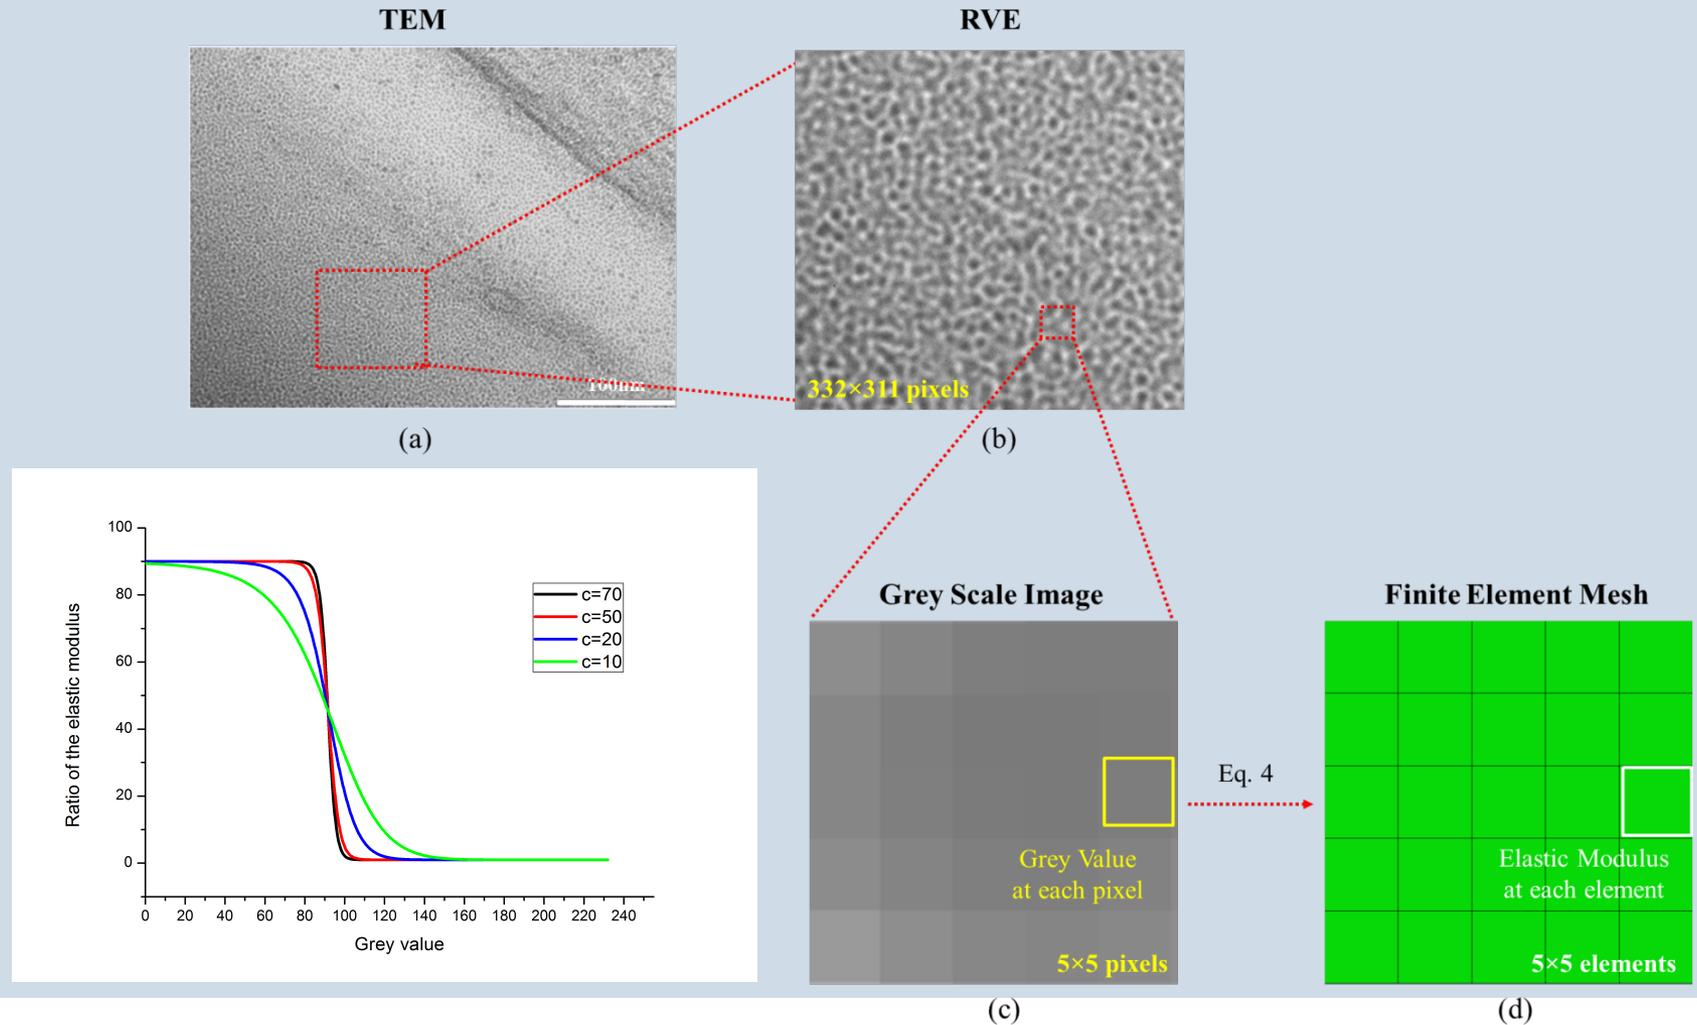 TEM
RVE
100nm
332×311 pixels
(a)
(b)
100
80
60
40
20
0
Ratio of the elastic modulus
c=70
c=50
c=20
c=10
0 20 40 60 80 100 120 140 160 180 200 220 240
Grey value
Grey Scale Image
Finite Element Mesh
Eq. 4
Grey Value
at each pixel
5×5 pixels
Elastic Modulus
at each element
5×5 elements
(c)
(d)